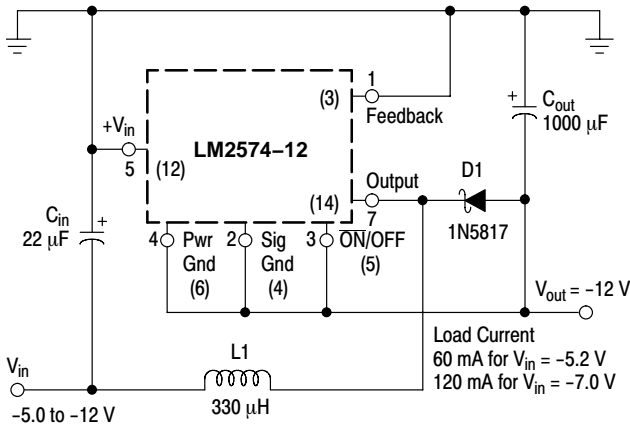 1
(3)
Feedback
+
Cout
1000 µF
+Vin
5
(12)
LM2574–12
D1
Output
(14)
7
1N5817
Cin
22 µF
+
4 Pwr
Gnd
(6)
2 Sig
Gnd
(4)
3 ON/OFF
(5)
Vout = –12 V
Load Current
60 mA for Vin = –5.2 V
120 mA for Vin = –7.0 V
Vin
L1
330 µH
–5.0 to –12 V